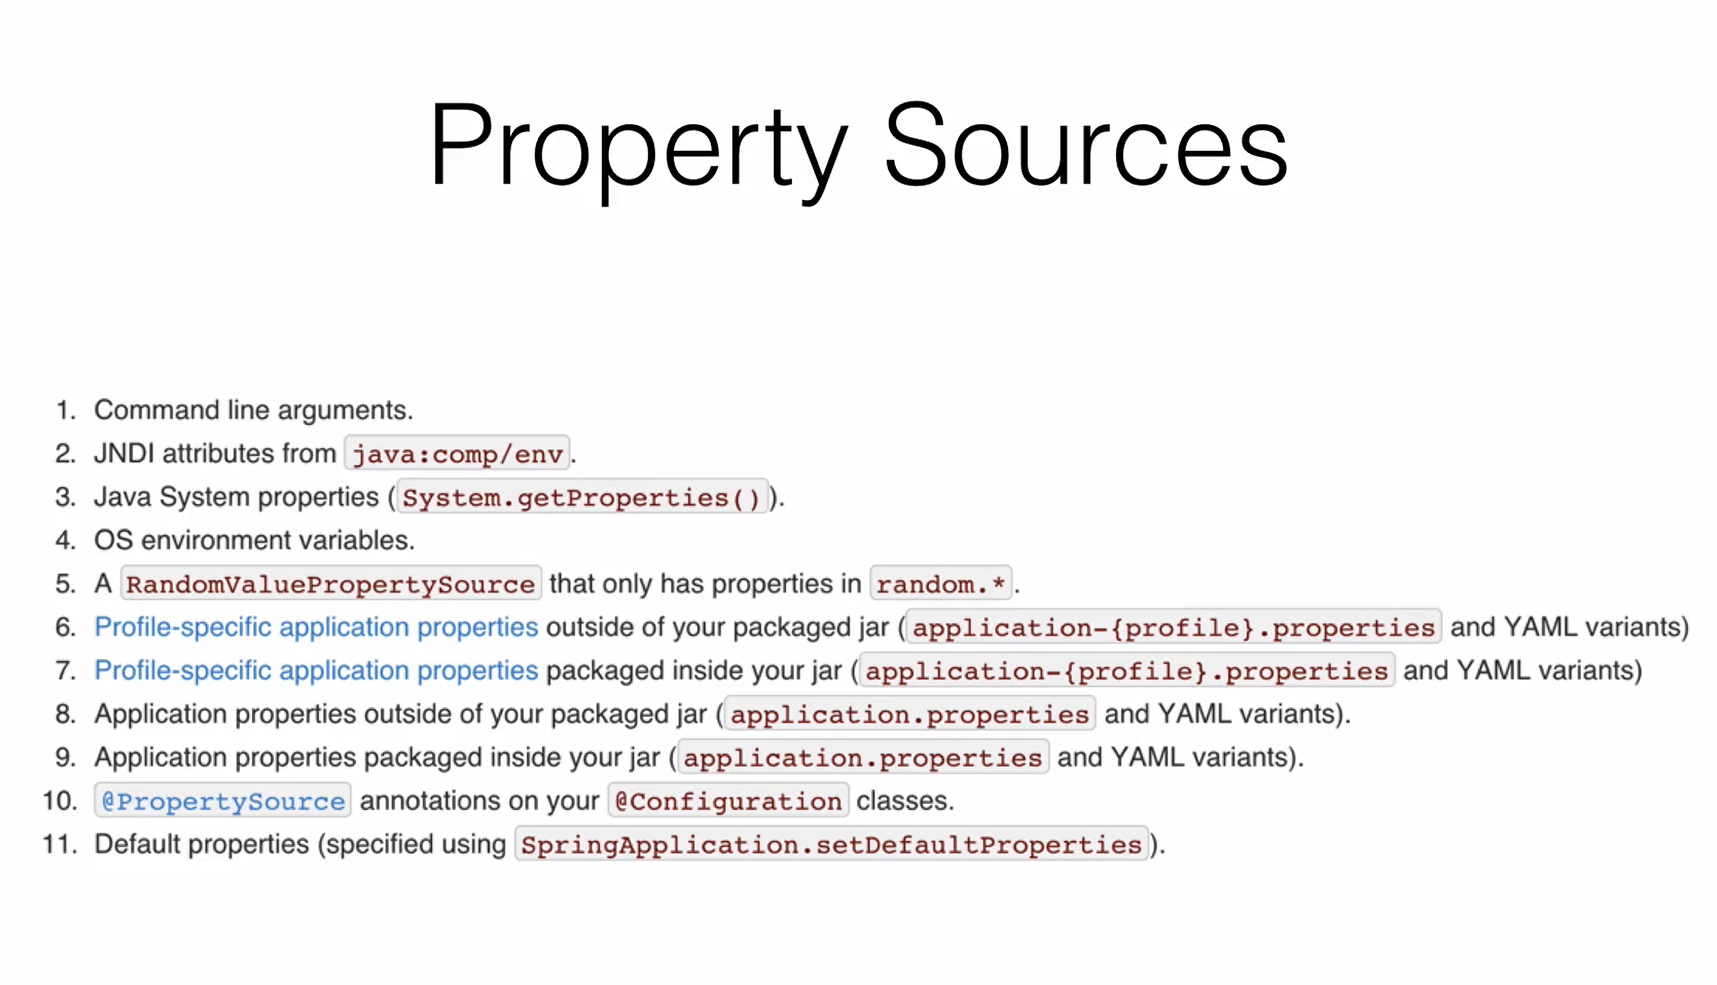 Property Sources
1. Command line arguments.
2. JNDI attributes from java:comp/env.
3. Java System properties (System.getProperties()).
4. OS environment variables.
5. A RandomValuePropertySource that only has properties in random.*.
6. Profile-specific application properties outside of your packaged jar (application-{profile}.properties and YAML variants)
7. Profile-specific application properties packaged inside your jar (application-{profile}.properties and YAML variants)
8. Application properties outside of your packaged jar (application.properties and YAML variants).
9. Application properties packaged inside your jar (application.properties and YAML variants).
10. @PropertySource annotations on your @Configuration classes.
11. Default properties (specified using SpringApplication.setDefaultProperties).